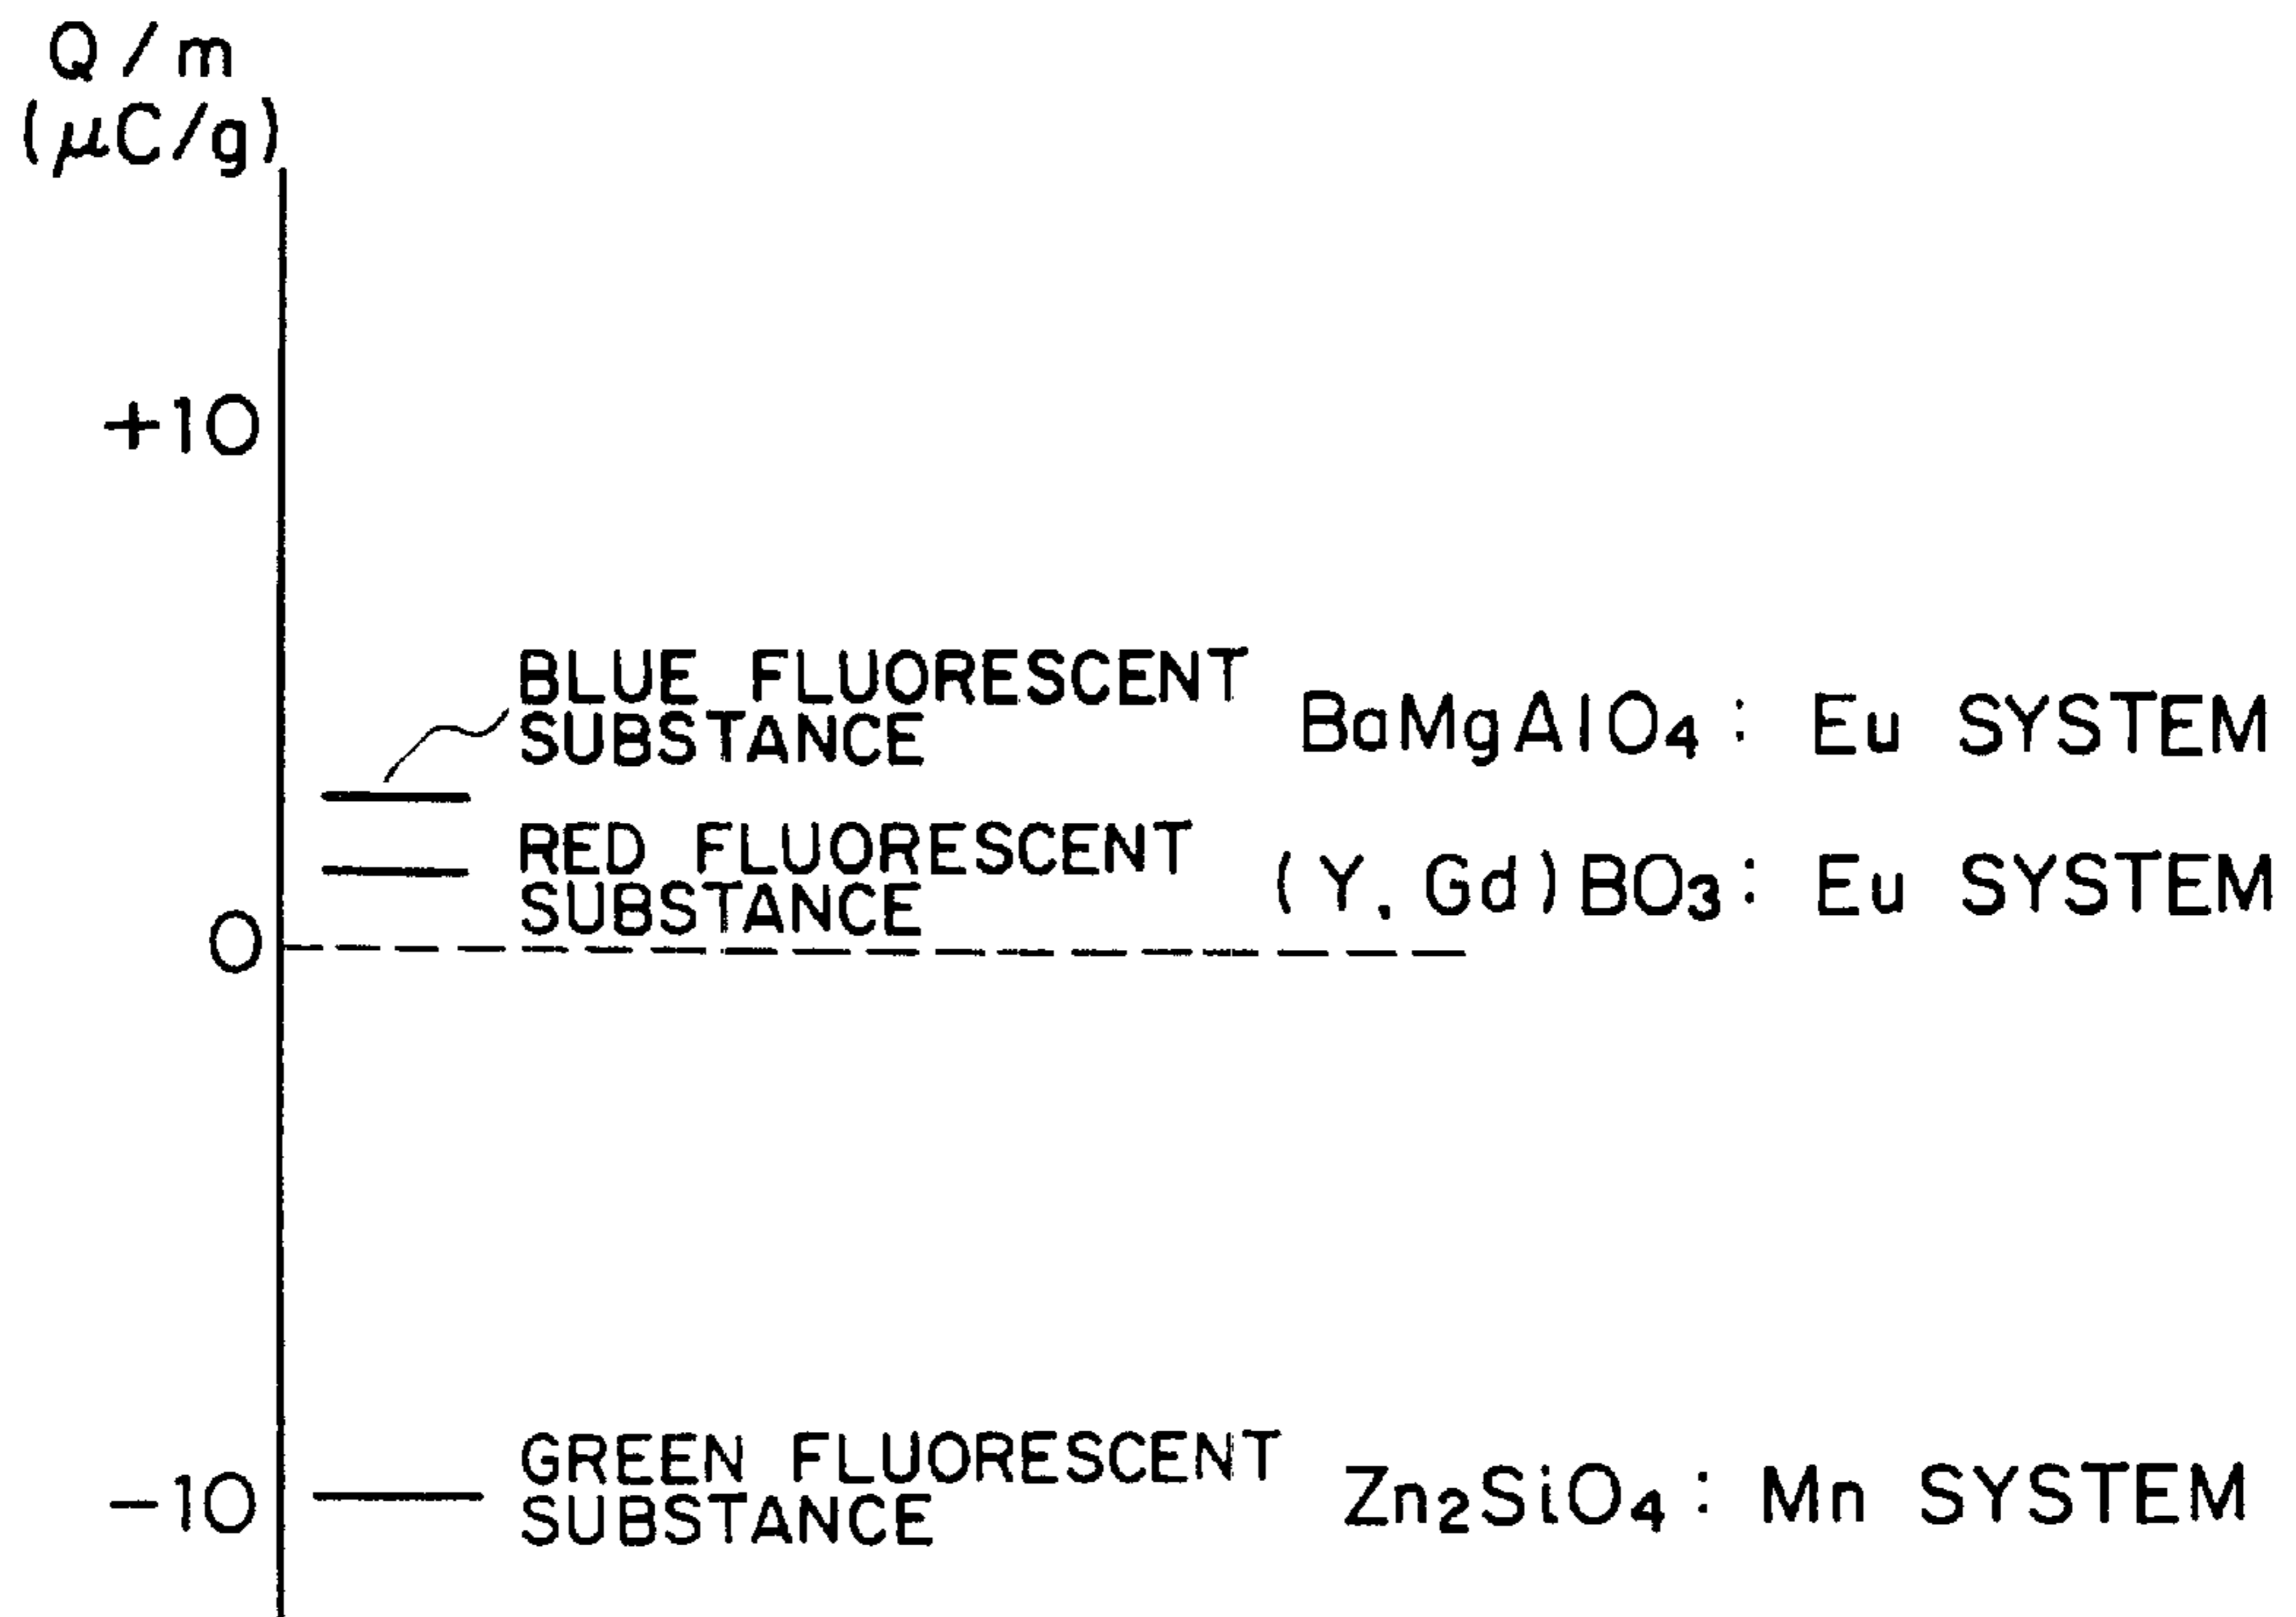 Q/m
(μC/g)
+10
BLUE FLUORESCENT
SUBSTANCE
BaMgAlO₄: Eu SYSTEM
RED FLUORESCENT
SUBSTANCE
(Y, Gd)BO₃: Eu SYSTEM
0
GREEN FLUORESCENT
SUBSTANCE
Zn₂SiO₄: Mn SYSTEM
-10